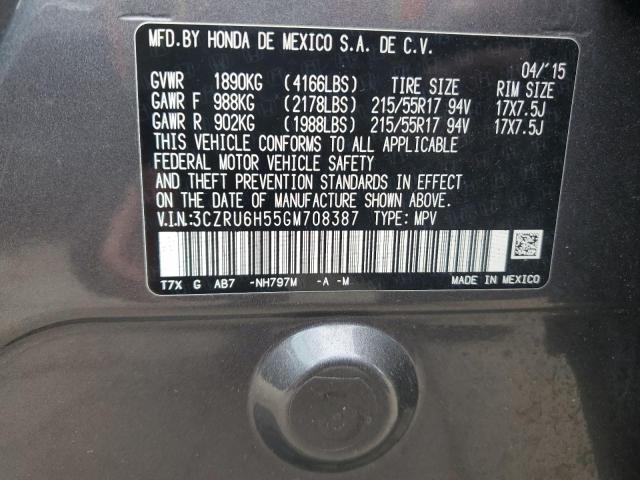 MFD.BY HONDA DE MEXICO S.A. DE C.V.
04/'15
GVWR 1890KG (4166LBS) TIRE SIZE RIM SIZE
GAWR F 988KG (2178LBS) 215/55R17 94V 17X7.5J
GAWR R 902KG (1988LBS) 215/55R17 94V 17X7.5J
THIS VEHICLE CONFORMS TO ALL APPLICABLE
FEDERAL MOTOR VEHICLE SAFETY
AND THEFT PREVENTION STANDARDS IN EFFECT
ON THE DATE OF MANUFACTURE SHOWN ABOVE.
V.I.N.:3CZRU6H55GM708387 TYPE: MPV
T7X G AB7 -NH797M -A -M MADE IN MEXICO